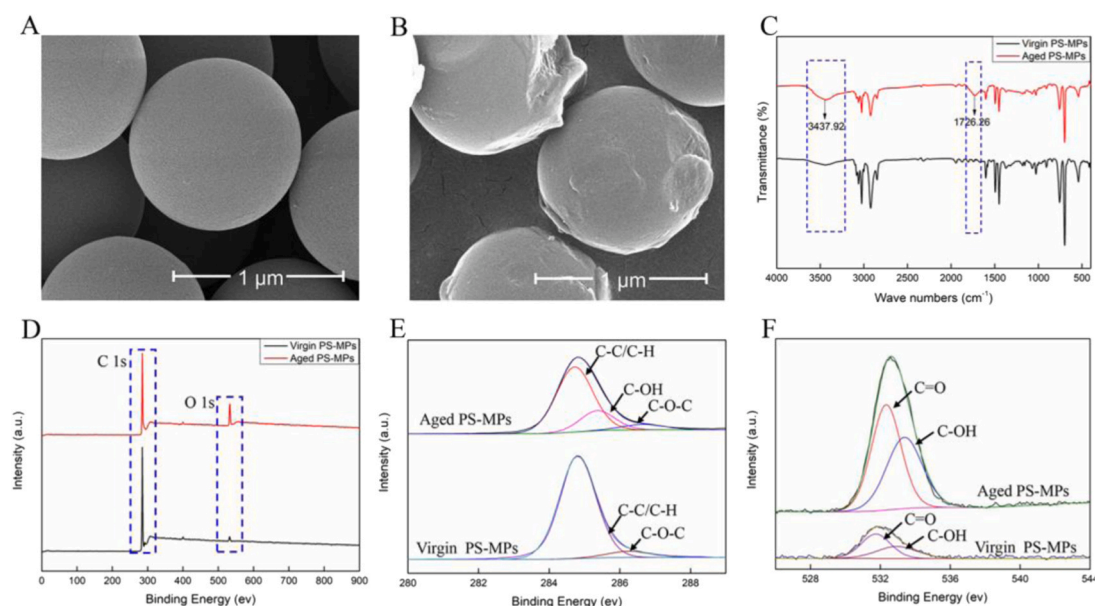 A
1 µm
B
1 µm
C
Virgin PS-MPs
Aged PS-MPs
3437.92
1726.26
Transmittance (%)
4000 3500 3000 2500 2000 1500 1000 500
Wave numbers (cm⁻¹)
D
Virgin PS-MPs
Aged PS-MPs
C 1s
O 1s
Intensity (a.u.)
0 100 200 300 400 500 600 700 800 900
Binding Energy (ev)
E
C-C/C-H
C-OH
C-O-C
Aged PS-MPs
C-C/C-H
C-O-C
Virgin PS-MPs
Intensity (a.u.)
280 282 284 286 288
Binding Energy (ev)
F
C=O
C-OH
Aged PS-MPs
C=O
C-OH
Virgin PS-MPs
Intensity (a.u.)
528 532 536 540 544
Binding Energy (ev)